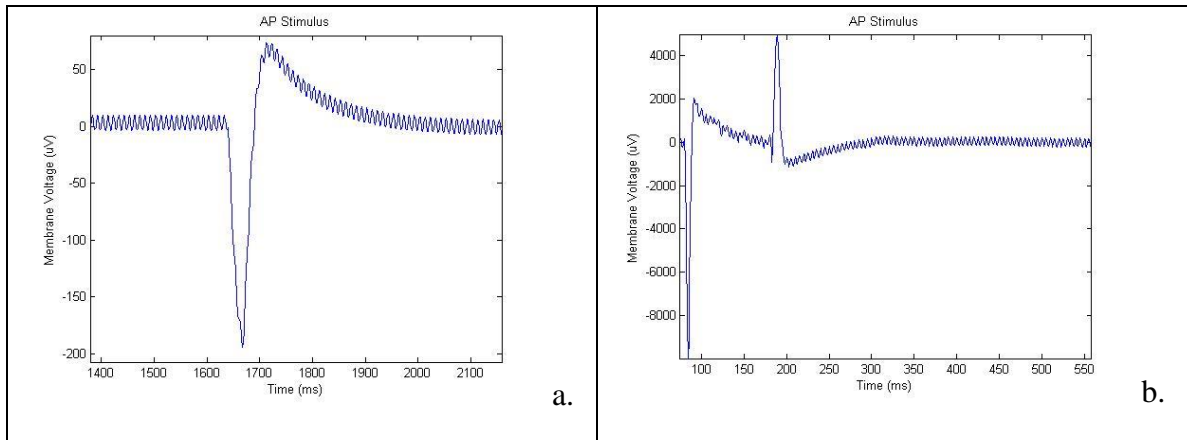 AP Stimulus
50
0
-50
-100
-150
-200
Membrane Voltage (uV)
1400 1500 1600 1700 1800 1900 2000 2100
Time (ms)
a.
AP Stimulus
4000
2000
0
-2000
-4000
-6000
-8000
Membrane Voltage (uV)
100 150 200 250 300 350 400 450 500 550
Time (ms)
b.